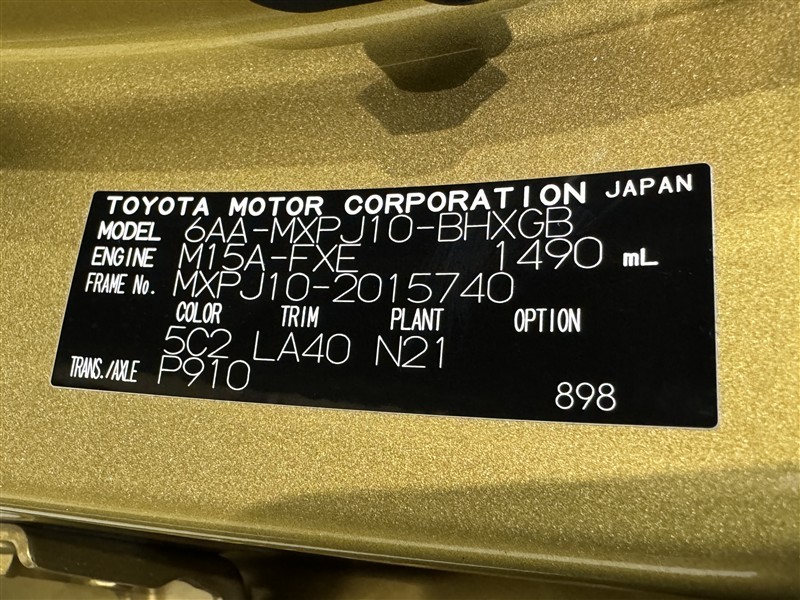 TOYOTA MOTOR CORPORATION JAPAN
MODEL 6AA-MXPJ10-BHXGB
ENGINE M15A-FXE 1490 mL
FRAME No. MXPJ10-2015740
COLOR TRIM PLANT OPTION
5C2 LA40 N21
TRANS./AXLE P910
898